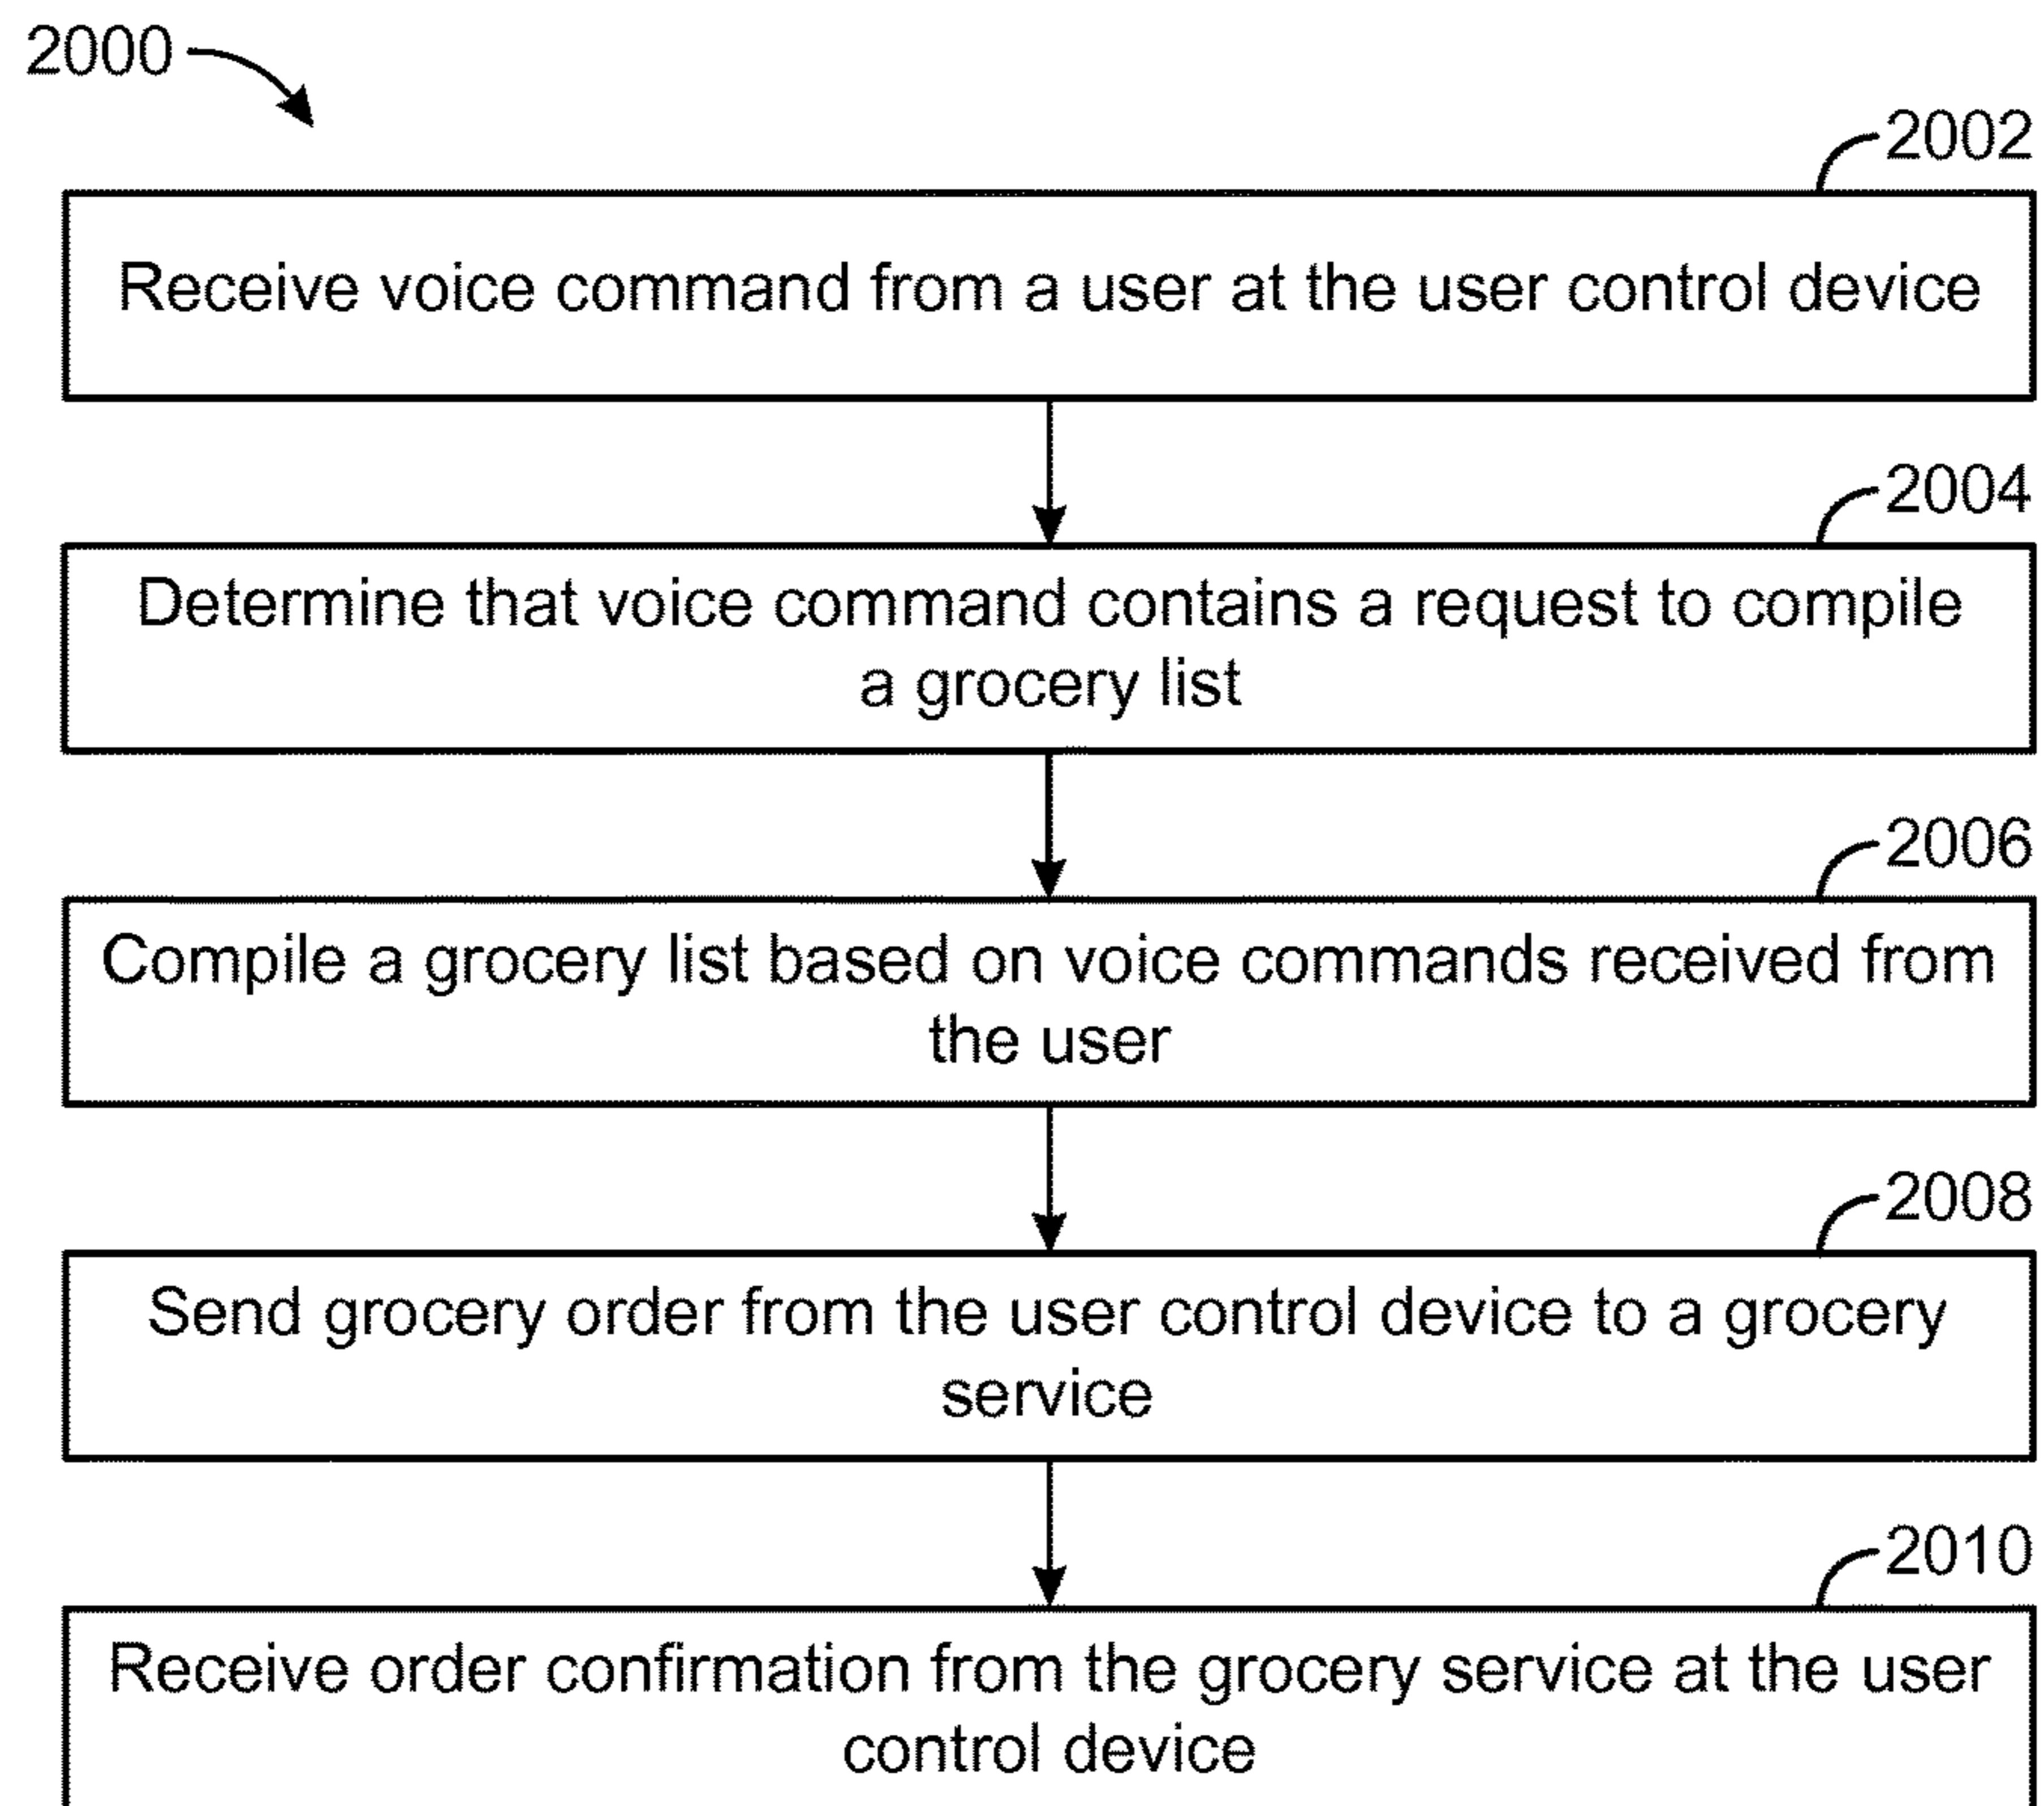 2000
2002
Receive voice command from a user at the user control device
2004
Determine that voice command contains a request to compile
a grocery list
2006
Compile a grocery list based on voice commands received from
the user
2008
Send grocery order from the user control device to a grocery
service
2010
Receive order confirmation from the grocery service at the user
control device